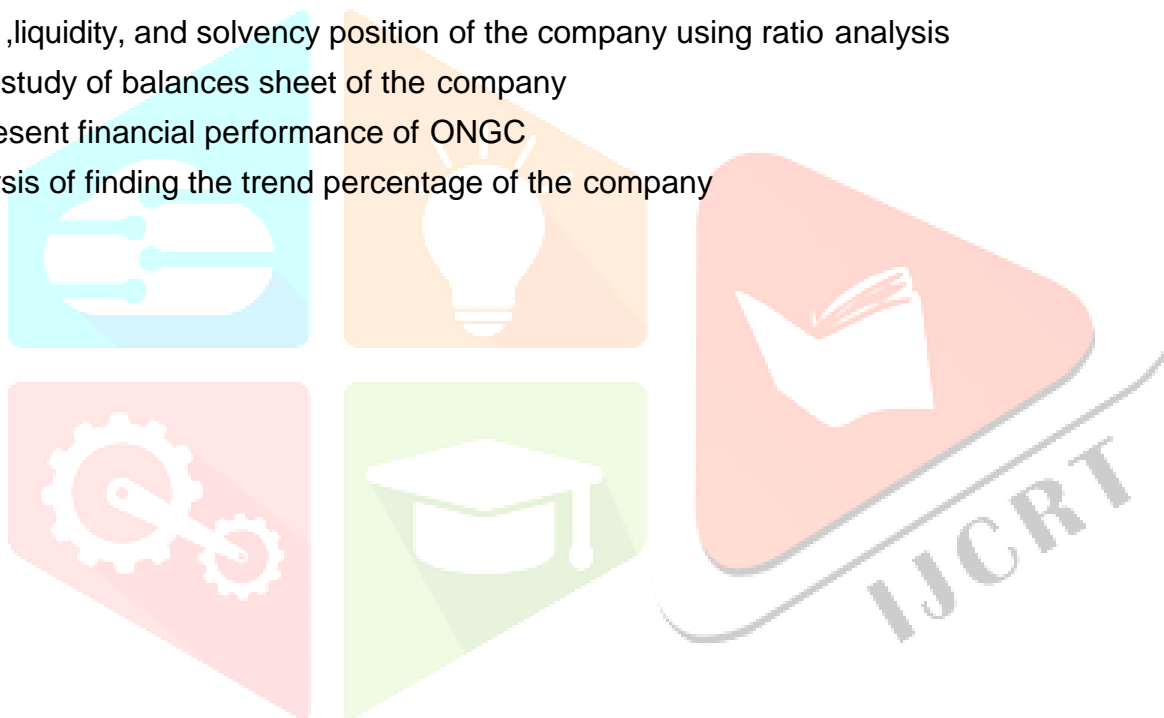 ,liquidity, and solvency position of the company using ratio analysis
study of balances sheet of the company
esent financial performance of ONGC
sis of finding the trend percentage of the company
IJCRT